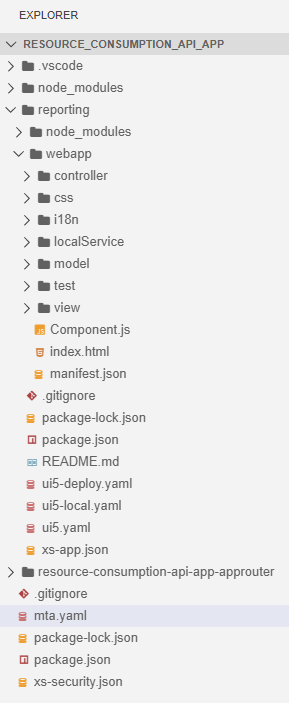 EXPLORER
RESOURCE_CONSUMPTION_API_APP
.vscode
node_modules
reporting
node_modules
webapp
controller
css
i18n
localService
model
test
view
Component.js
index.html
manifest.json
.gitignore
package-lock.json
package.json
README.md
ui5-deploy.yaml
ui5-local.yaml
ui5.yaml
xs-app.json
resource-consumption-api-app-approuter
.gitignore
mta.yaml
package-lock.json
package.json
xs-security.json